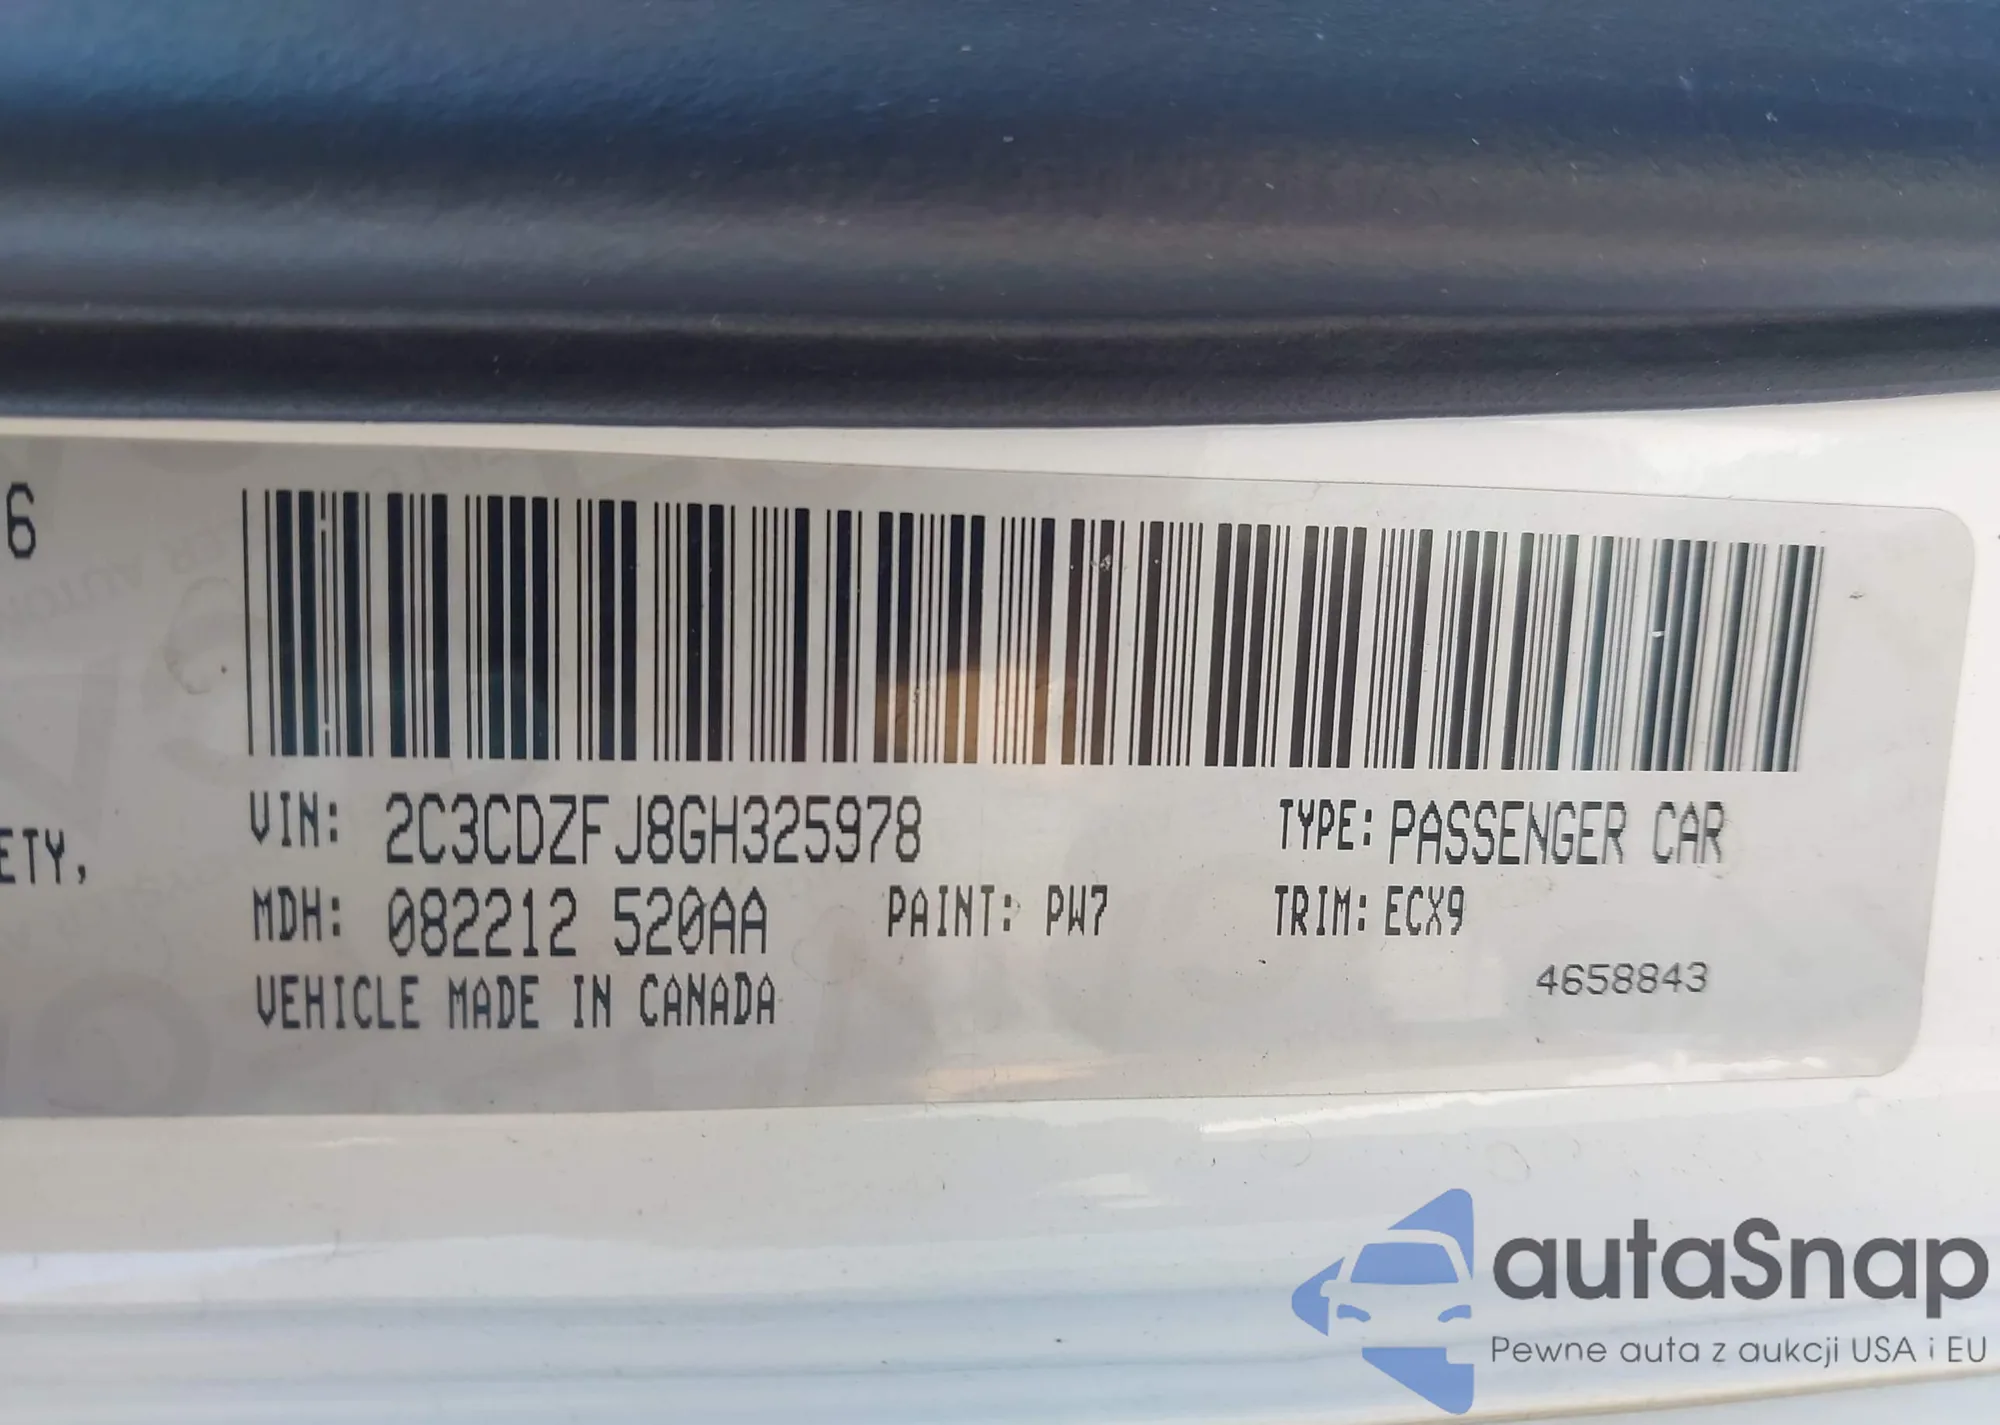 6
ETY,
VIN: 2C3CDZFJ8GH325978
TYPE: PASSENGER CAR
MDH: 082212 520AA
PAINT: PW7
TRIM: ECX9
VEHICLE MADE IN CANADA
4658843
autaSnap
Pewne auta z aukcji USA i EU